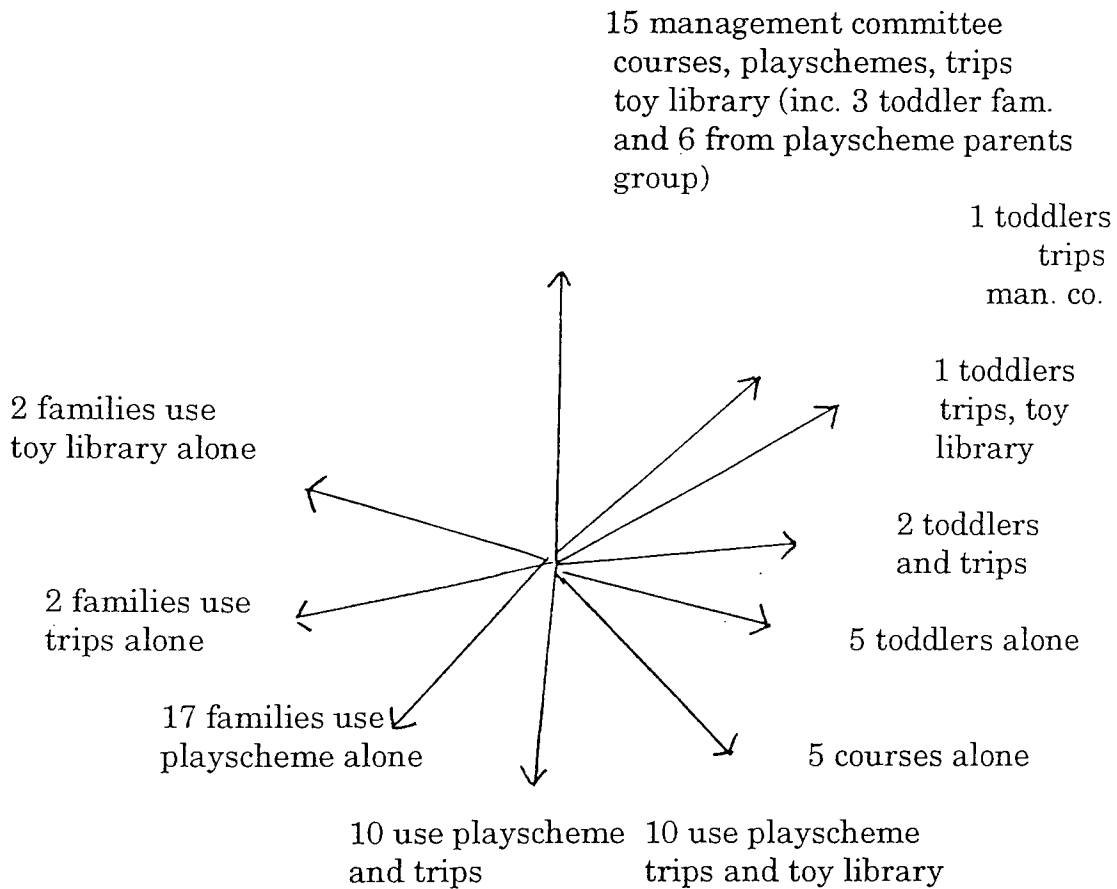 15 management committee
courses, playschemes, trips
toy library (inc. 3 toddler fam.
and 6 from playscheme parents
group)
1 toddlers
trips
man. co.
1 toddlers
trips, toy
library
2 families use
toy library alone
2 toddlers
and trips
2 families use
trips alone
5 toddlers alone
17 families use
playscheme alone
5 courses alone
10 use playscheme
and trips
10 use playscheme
trips and toy library